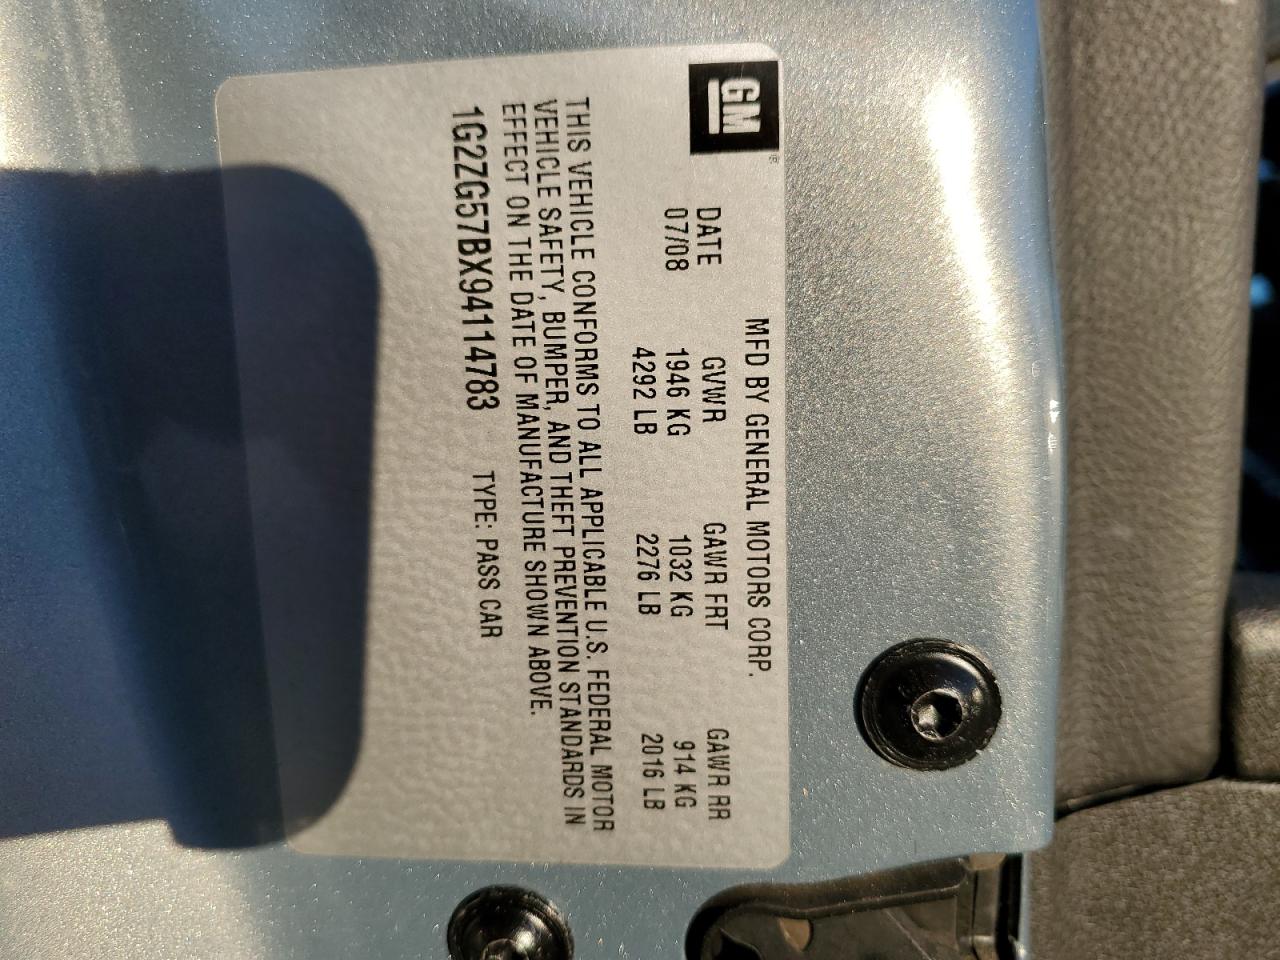 GM
MFD BY GENERAL MOTORS CORP.
DATE GVWR GAWR FRT GAWR RR
07/08 1946 KG 1032 KG 914 KG
4292 LB 2276 LB 2016 LB
THIS VEHICLE CONFORMS TO ALL APPLICABLE U.S. FEDERAL MOTOR
VEHICLE SAFETY, BUMPER, AND THEFT PREVENTION STANDARDS IN
EFFECT ON THE DATE OF MANUFACTURE SHOWN ABOVE.
1G2ZG57BX94114783 TYPE: PASS CAR